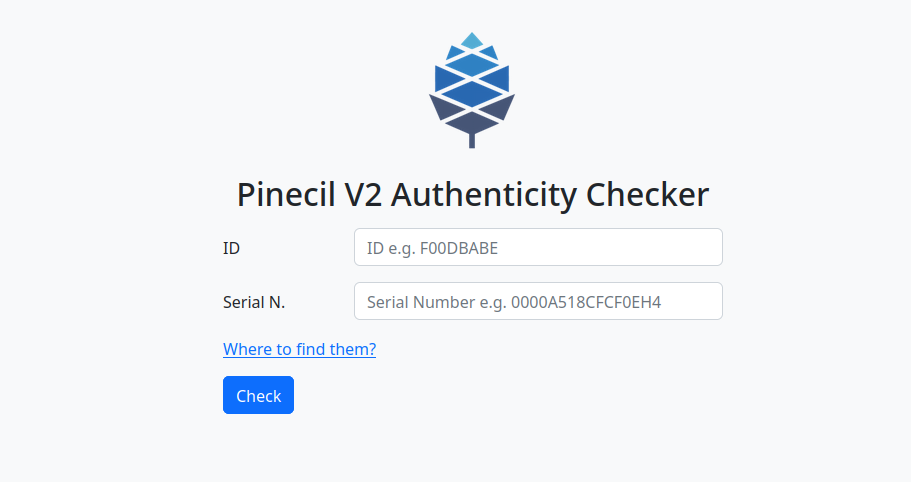 Pinecil V2 Authenticity Checker
ID
ID e.g. F00DBABE
Serial N.
Serial Number e.g. 0000A518CFCF0EH4
Where to find them?
Check